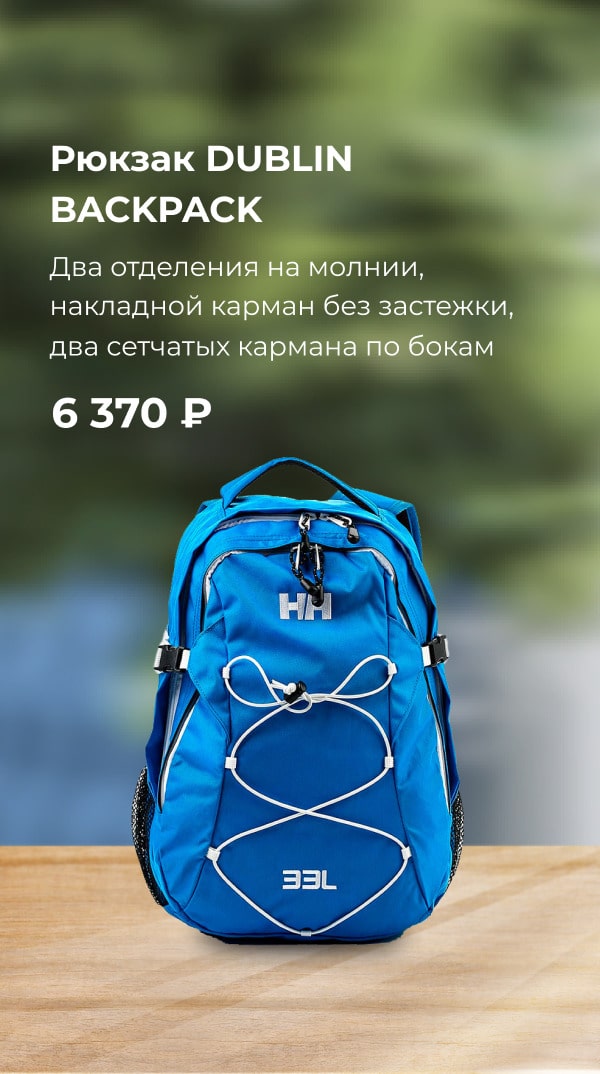 Рюкзак DUBLIN
BACKPACK
Два отделения на молнии,
накладной карман без застежки,
два сетчатых кармана по бокам
6 370 ₽
HH
33L